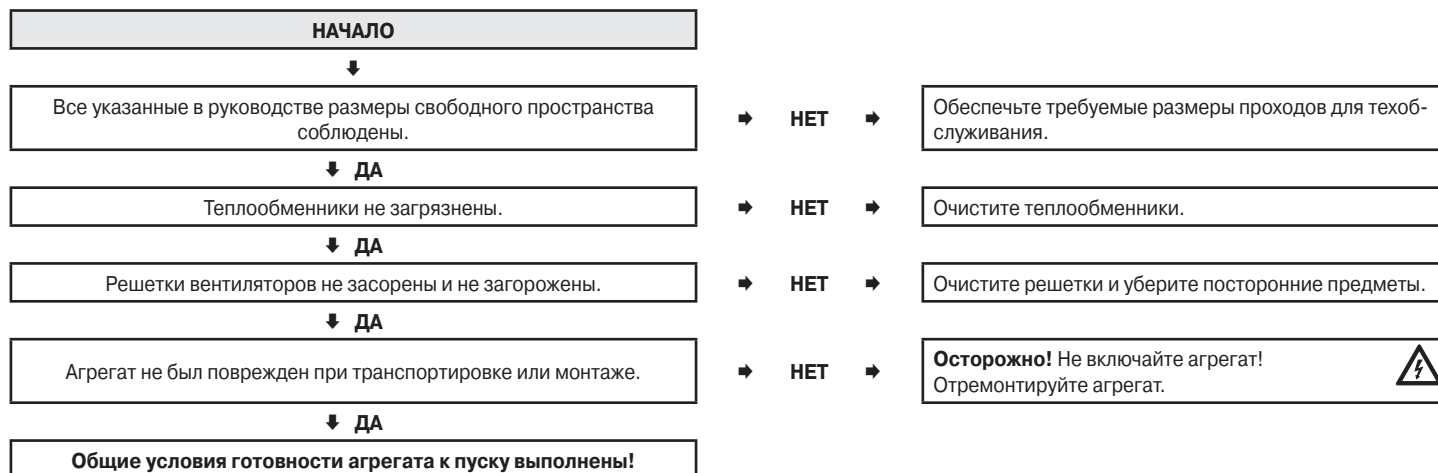 НАЧАЛО
Все указанные в руководстве размеры свободного пространства
соблюдены.
НЕТ
Обеспечьте требуемые размеры проходов для техоб-
служивания.
ДА
Теплообменники не загрязнены.
НЕТ
Очистите теплообменники.
ДА
Решетки вентиляторов не засорены и не загорожены.
НЕТ
Очистите решетки и уберите посторонние предметы.
ДА
Агрегат не был поврежден при транспортировке или монтаже.
НЕТ
Осторожно! Не включайте агрегат!
Отремонтируйте агрегат.
ДА
Общие условия готовности агрегата к пуску выполнены!